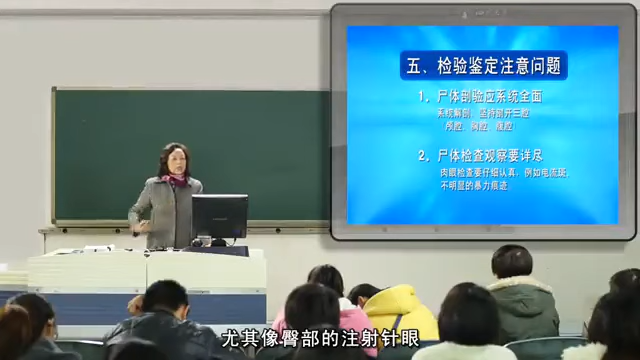 五、检验鉴定注意问题
1、尸体剖验应系统全面
系统解剖、坚持剖开三腔
颅腔、胸腔、腹腔
2、尸体检查观察要详尽
肉眼检查要仔细认真，例如电流斑、
不明显的暴力痕迹
尤其像臀部的注射针眼